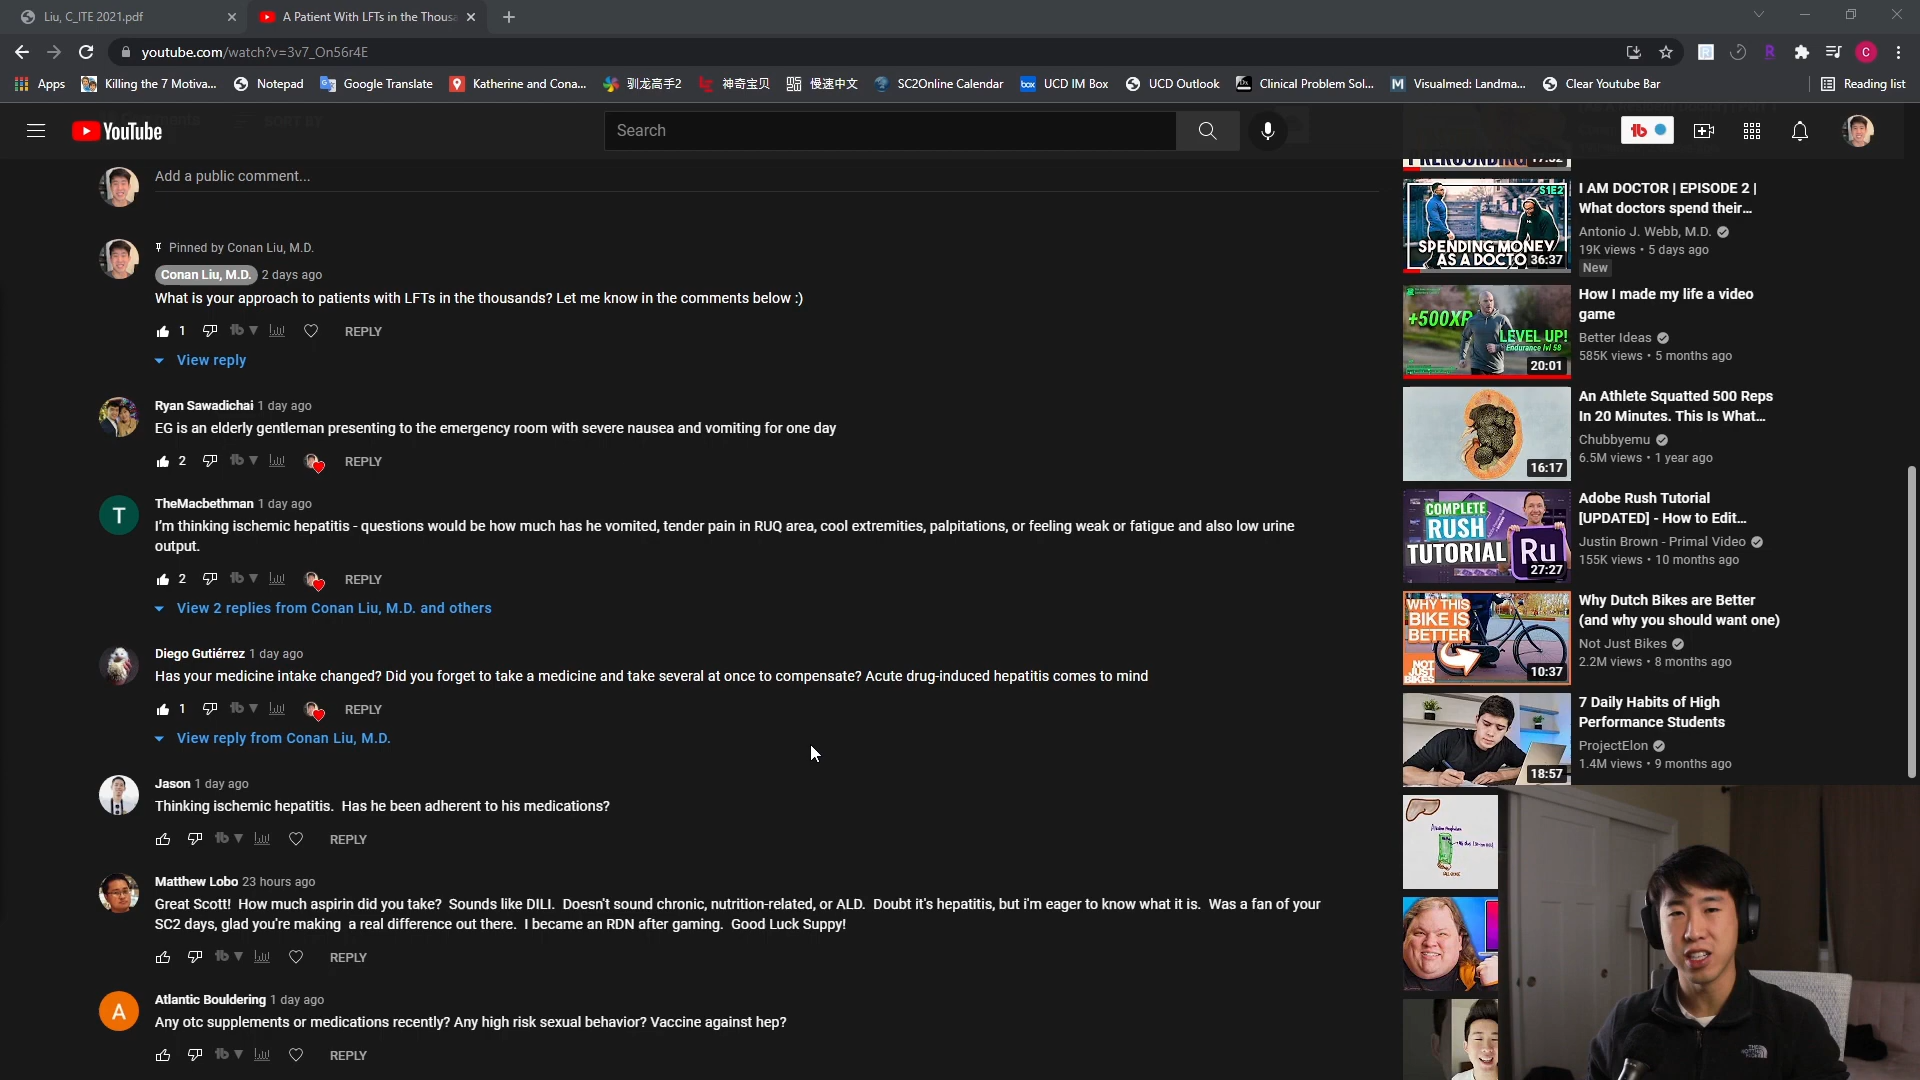 Liu, C_ITE 2021.pdf
A Patient With LFTs in the Thousa
youtube.com/watch?v=3v7_On56r4E
Apps
Killing the 7 Motiva...
Notepad
Google Translate
Katherine and Cona...
驯龙高手2
神奇宝贝
慢速中文
SC2Online Calendar
box
UCD IM Box
UCD Outlook
Clinical Problem Sol...
M
Visualmed: Landma...
Clear Youtube Bar
Reading list
YouTube
SORT BY
Search
Add a public comment...
Pinned by Conan Liu, M.D.
Conan Liu, M.D. 2 days ago
What is your approach to patients with LFTs in the thousands? Let me know in the comments below :)
1 REPLY
View reply
Ryan Sawadichai 1 day ago
EG is an elderly gentleman presenting to the emergency room with severe nausea and vomiting for one day
2 REPLY
T
TheMacbethman 1 day ago
I'm thinking ischemic hepatitis - questions would be how much has he vomited, tender pain in RUQ area, cool extremities, palpitations, or feeling weak or fatigue and also low urine
output.
2 REPLY
View 2 replies from Conan Liu, M.D. and others
Diego Gutiérrez 1 day ago
Has your medicine intake changed? Did you forget to take a medicine and take several at once to compensate? Acute drug-induced hepatitis comes to mind
1 REPLY
View reply from Conan Liu, M.D.
Jason 1 day ago
Thinking ischemic hepatitis. Has he been adherent to his medications?
REPLY
Matthew Lobo 23 hours ago
Great Scott! How much aspirin did you take? Sounds like DILI. Doesn't sound chronic, nutrition-related, or ALD. Doubt it's hepatitis, but i'm eager to know what it is. Was a fan of your
SC2 days, glad you're making a real difference out there. I became an RDN after gaming. Good Luck Suppy!
REPLY
A
Atlantic Bouldering 1 day ago
Any otc supplements or medications recently? Any high risk sexual behavior? Vaccine against hep?
REPLY
17:32
S1E2
SPENDING MONEY
AS A DOCTO
36:37
I AM DOCTOR | EPISODE 2 |
What doctors spend their...
Antonio J. Webb, M.D.
19K views • 5 days ago
New
+500XP
LEVEL UP!
Endurance lvl 58
20:01
How I made my life a video
game
Better Ideas
585K views • 5 months ago
16:17
An Athlete Squatted 500 Reps
In 20 Minutes. This Is What...
Chubbyemu
6.5M views • 1 year ago
COMPLETE
RUSH
TUTORIAL
Ru
27:27
Adobe Rush Tutorial
[UPDATED] - How to Edit...
Justin Brown - Primal Video
155K views • 10 months ago
WHY THIS
BIKE IS
BETTER
NOT
JUST
BIKES
10:37
Why Dutch Bikes are Better
(and why you should want one)
Not Just Bikes
2.2M views • 8 months ago
18:57
7 Daily Habits of High
Performance Students
ProjectElon
1.4M views • 9 months ago
THE
NORTH
FACE